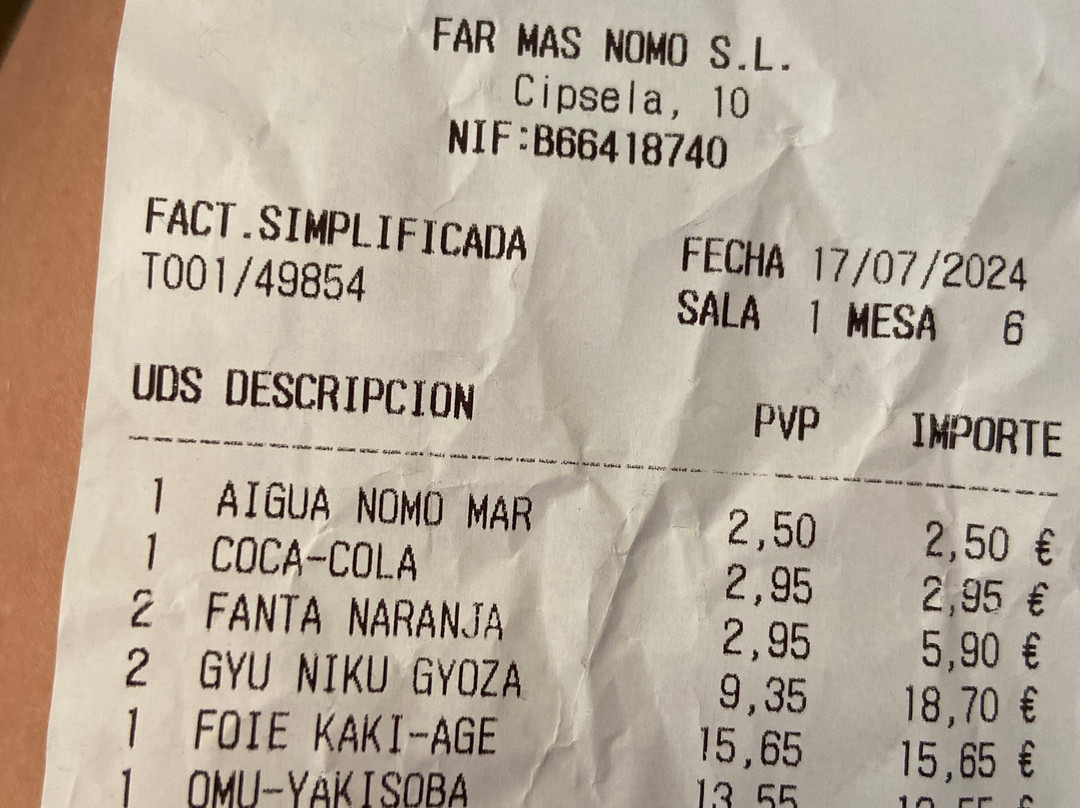 FAR MAS NOMO S.L.
Cipsela, 10
NIF:B66418740
FACT.SIMPLIFICADA
T001/49854
FECHA 17/07/2024
SALA 1 MESA 6
UDS DESCRIPCION PVP IMPORTE
1 AIGUA NOMO MAR 2,50 2,50 €
1 COCA-COLA 2,95 2,95 €
2 FANTA NARANJA 2,95 5,90 €
2 GYU NIKU GYOZA 9,35 18,70 €
1 FOIE KAKI-AGE 15,65 15,65 €
1 OMU-YAKISOBA 13,55